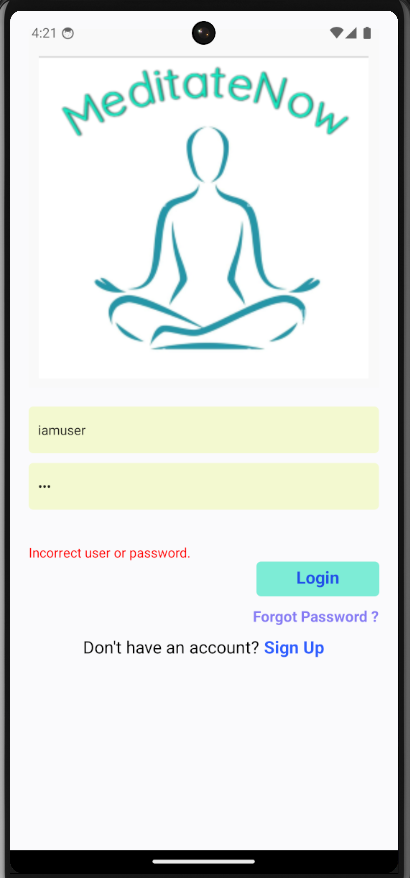 4:21
MeditateNow
iamuser
•••
Incorrect user or password.
Login
Forgot Password ?
Don't have an account? Sign Up